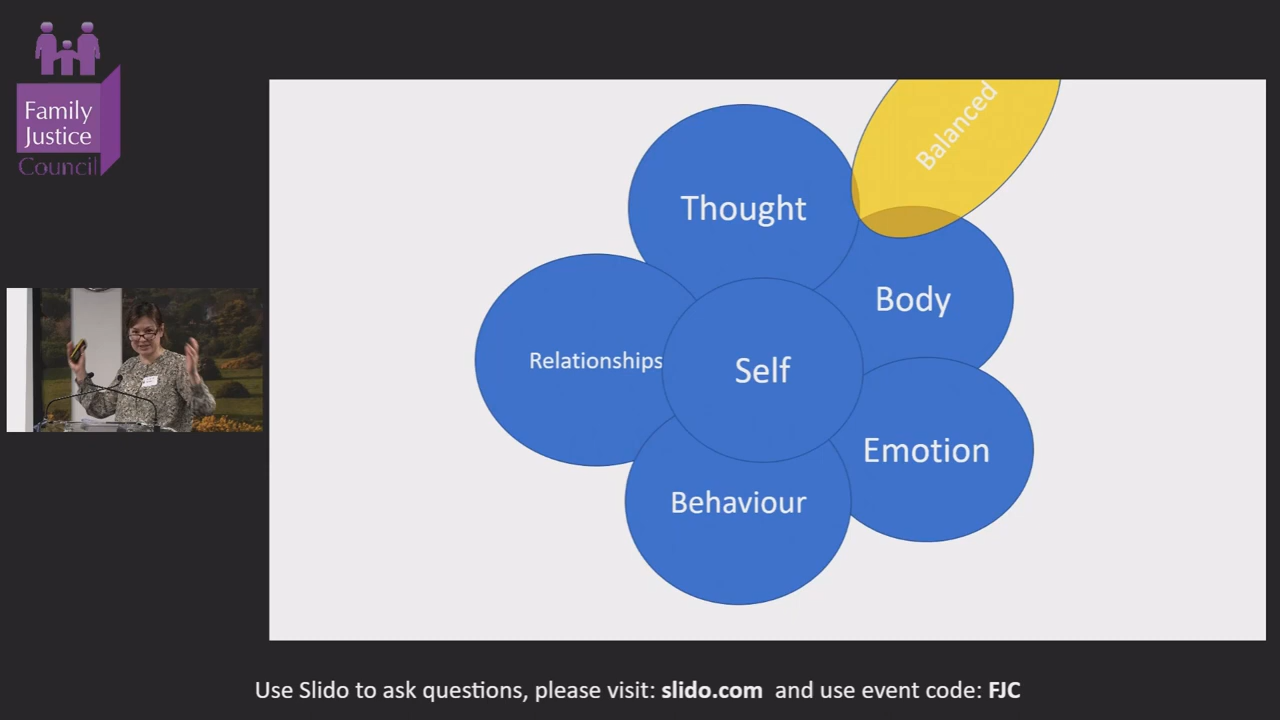 Family
Justice
Council
Balanced
Thought
Body
Relationships
Self
Emotion
Behaviour
Use Slido to ask questions, please visit: slido.com and use event code: FJC